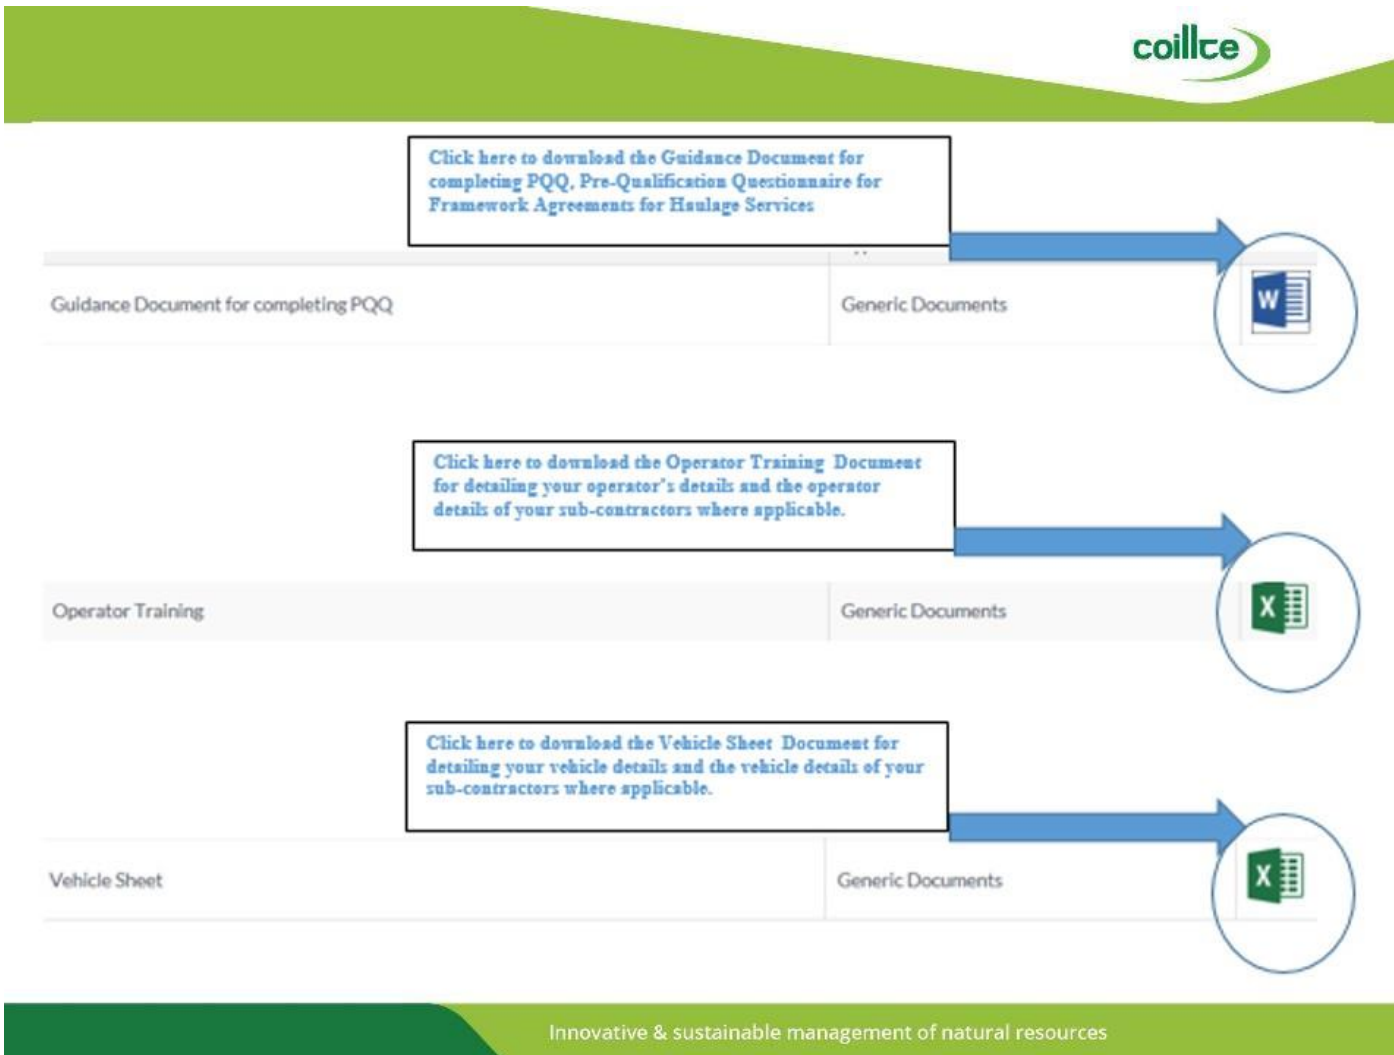 coillte
Click here to download the Guidance Document for
completing PQQ, Pre-Qualification Questionnaire for
Framework Agreements for Haulage Services
Guidance Document for completing PQQ
Generic Documents
W
Click here to download the Operator Training Document
for detailing your operator's details and the operator
details of your sub-contractors where applicable.
Operator Training
Generic Documents
X
Click here to download the Vehicle Sheet Document for
detailing your vehicle details and the vehicle details of your
sub-contractors where applicable.
Vehicle Sheet
Generic Documents
X
Innovative & sustainable management of natural resources